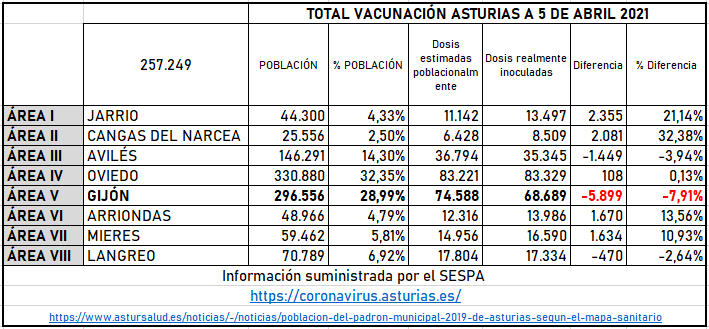 TOTAL VACUNACIÓN ASTURIAS A 5 DE ABRIL 2021
257.249 POBLACIÓN % POBLACIÓN Dosis estimadas poblacionalmente Dosis realmente inoculadas Diferencia % Diferencia
ÁREA I JARRIO 44.300 4,33% 11.142 13.497 2.355 21,14%
ÁREA II CANGAS DEL NARCEA 25.556 2,50% 6.428 8.509 2.081 32,38%
ÁREA III AVILÉS 146.291 14,30% 36.794 35.345 -1.449 -3,94%
ÁREA IV OVIEDO 330.880 32,35% 83.221 83.329 108 0,13%
ÁREA V GIJÓN 296.556 28,99% 74.588 68.689 -5.899 -7,91%
ÁREA VI ARRIONDAS 48.966 4,79% 12.316 13.986 1.670 13,56%
ÁREA VII MIERES 59.462 5,81% 14.956 16.590 1.634 10,93%
ÁREA VIII LANGREO 70.789 6,92% 17.804 17.334 -470 -2,64%
Información suministrada por el SESPA
https://coronavirus.asturias.es/
https://www.astursalud.es/noticias/-/noticias/poblacion-del-padron-municipal-2019-de-asturias-segun-el-mapa-sanitario